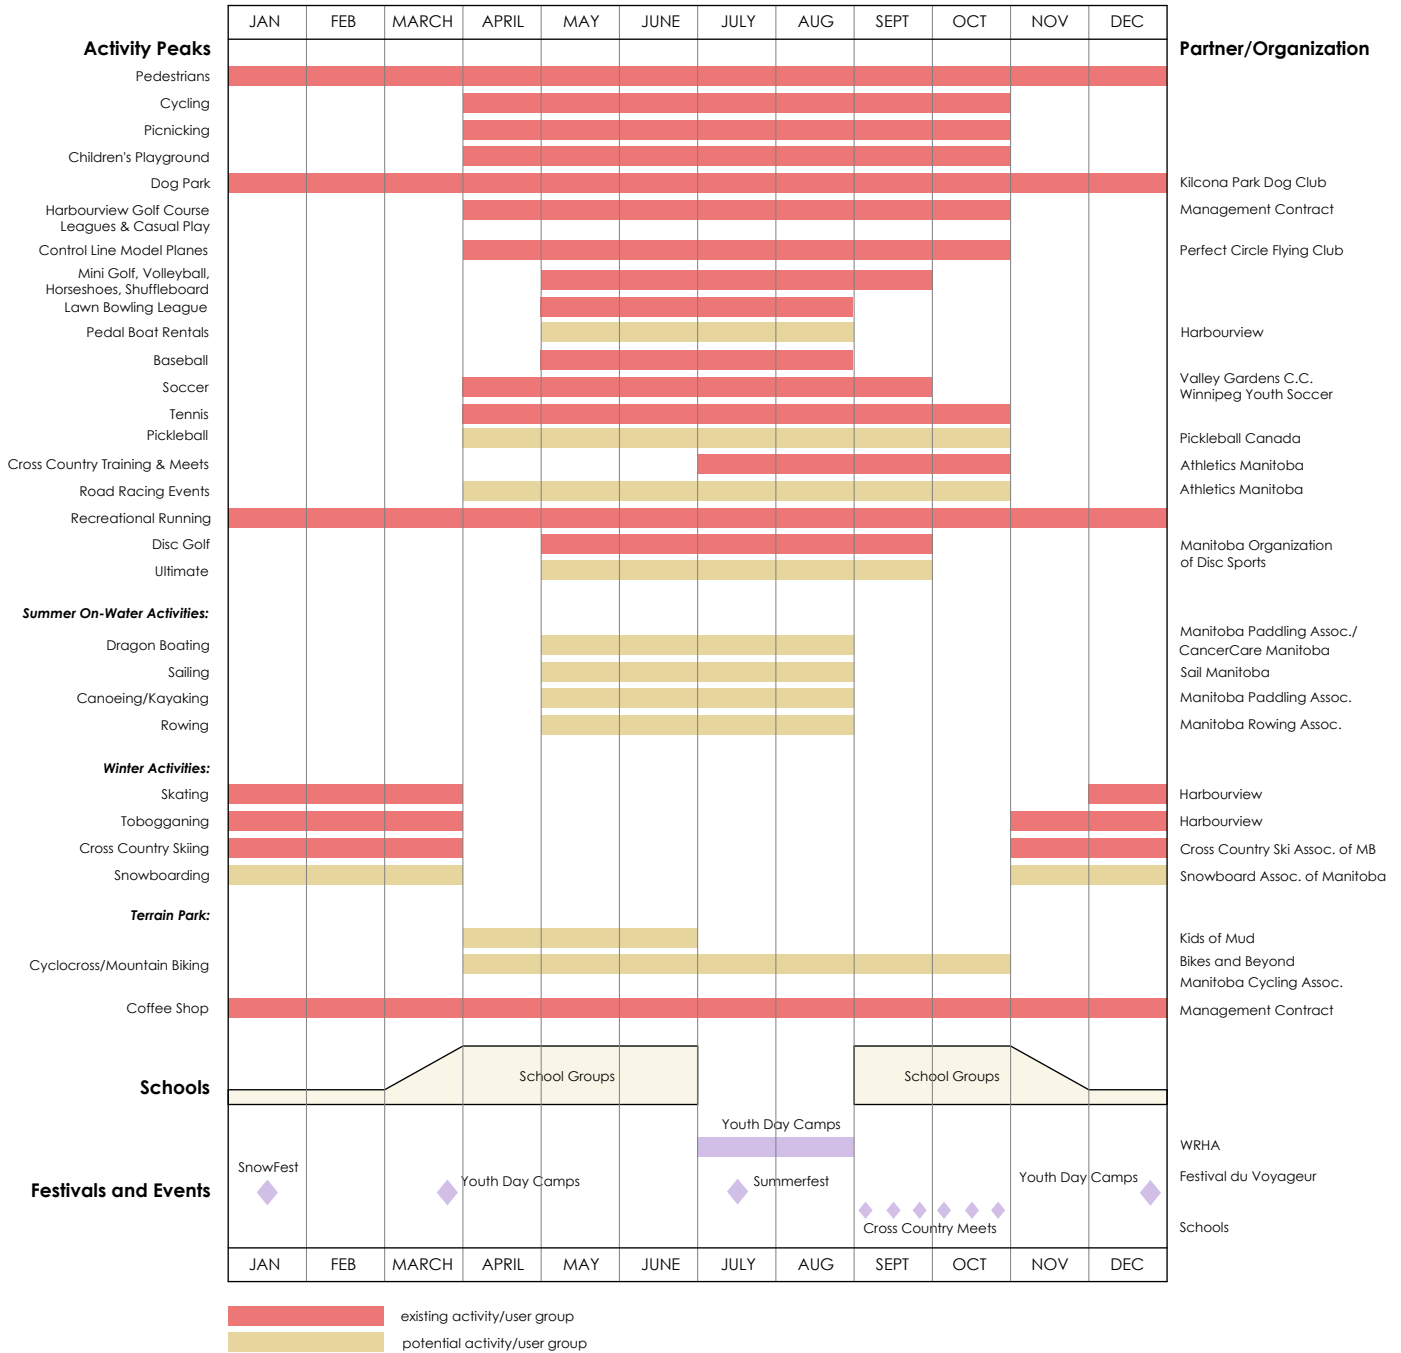 JAN FEB MARCH APRIL MAY JUNE JULY AUG SEPT OCT NOV DEC
Activity Peaks Partner/Organization
Pedestrians
Cycling
Picnicking
Children's Playground
Dog Park Kilcona Park Dog Club
Harbourview Golf Course Management Contract
Leagues & Casual Play
Control Line Model Planes Perfect Circle Flying Club
Mini Golf, Volleyball,
Horseshoes, Shuffleboard
Lawn Bowling League
Pedal Boat Rentals Harbourview
Baseball
Soccer Valley Gardens C.C.
Winnipeg Youth Soccer
Tennis
Pickleball Pickleball Canada
Cross Country Training & Meets Athletics Manitoba
Road Racing Events Athletics Manitoba
Recreational Running
Disc Golf Manitoba Organization
of Disc Sports
Ultimate
Summer On-Water Activities:
Dragon Boating Manitoba Paddling Assoc./
CancerCare Manitoba
Sailing Sail Manitoba
Canoeing/Kayaking Manitoba Paddling Assoc.
Rowing Manitoba Rowing Assoc.
Winter Activities:
Skating Harbourview
Tobogganing Harbourview
Cross Country Skiing Cross Country Ski Assoc. of MB
Snowboarding Snowboard Assoc. of Manitoba
Terrain Park:
Kids of Mud
Cyclocross/Mountain Biking Bikes and Beyond
Manitoba Cycling Assoc.
Coffee Shop Management Contract
Schools School Groups School Groups
Youth Day Camps
WRHA
SnowFest
Festivals and Events Youth Day Camps Summerfest Youth Day Camps Festival du Voyageur
Cross Country Meets Schools
JAN FEB MARCH APRIL MAY JUNE JULY AUG SEPT OCT NOV DEC
existing activity/user group
potential activity/user group